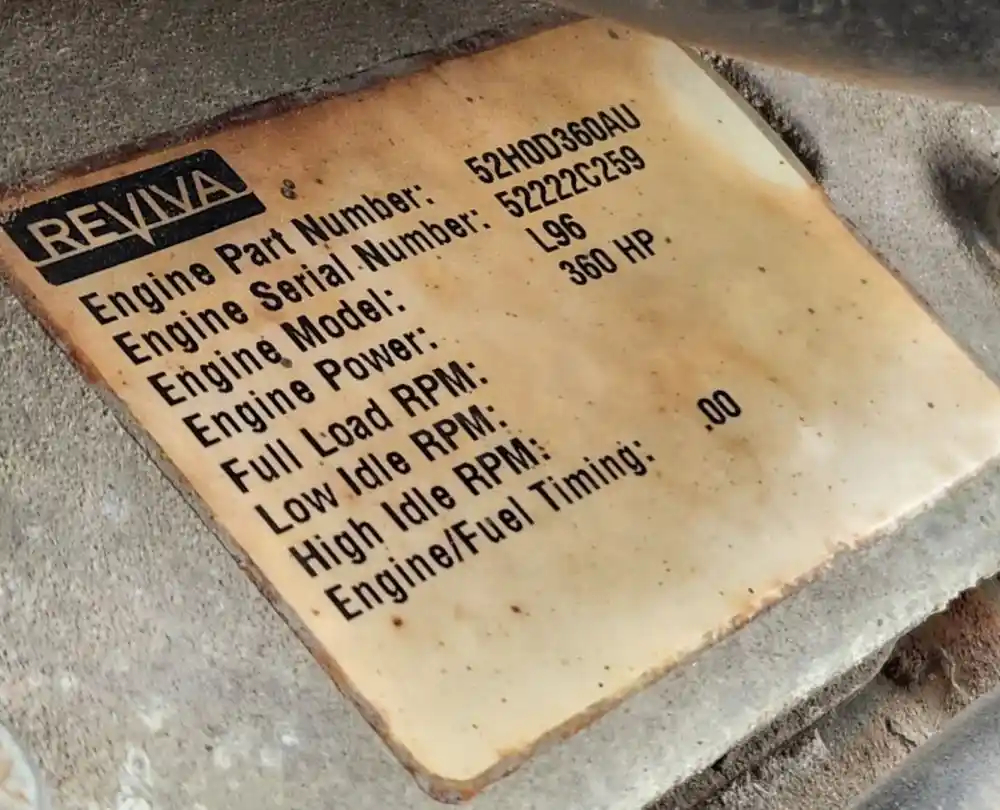 REVIVA
Engine Part Number: 52H0D360AU
Engine Serial Number: 52222C259
Engine Model: L96
Engine Power: 360 HP
Full Load RPM:
Low Idle RPM:
High Idle RPM:
Engine/Fuel Timing: .00